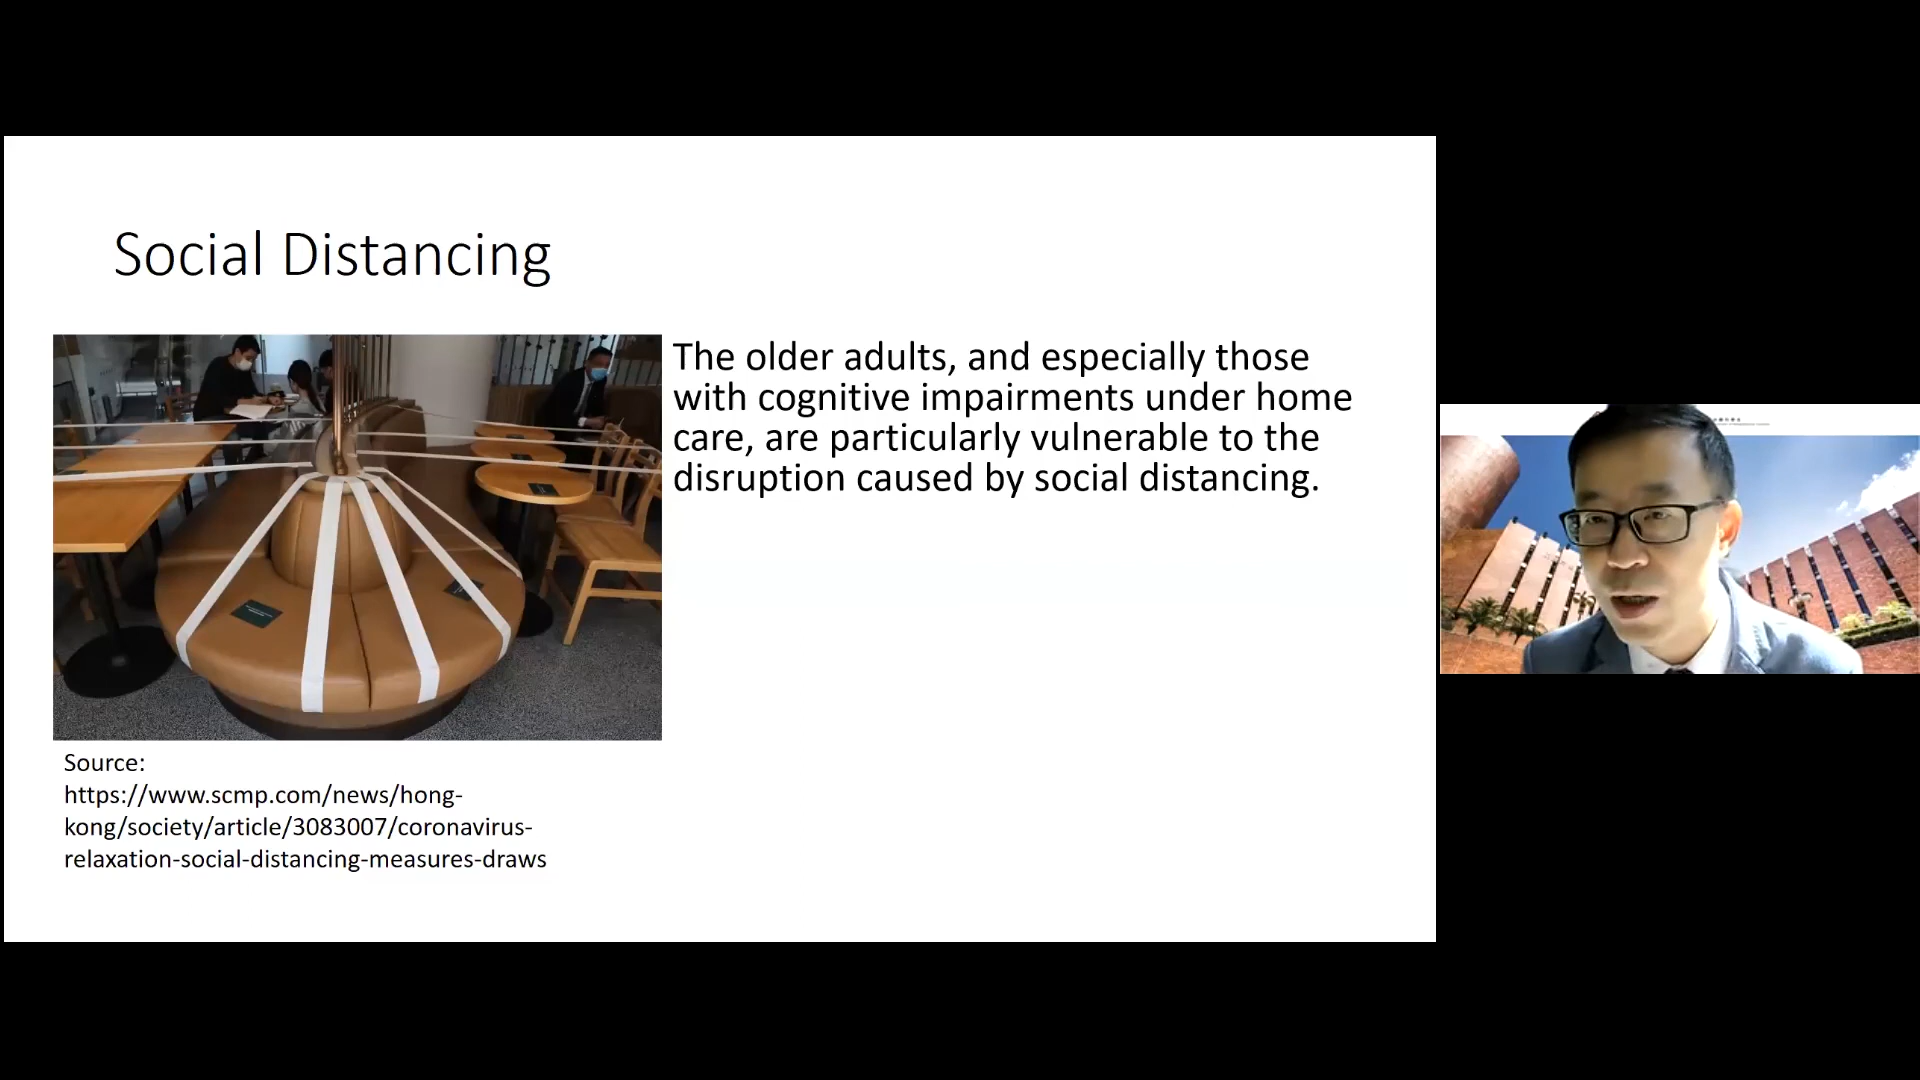 Social Distancing
The older adults, and especially those
with cognitive impairments under home
care, are particularly vulnerable to the
disruption caused by social distancing.
Source:
https://www.scmp.com/news/hong-
kong/society/article/3083007/coronavirus-
relaxation-social-distancing-measures-draws